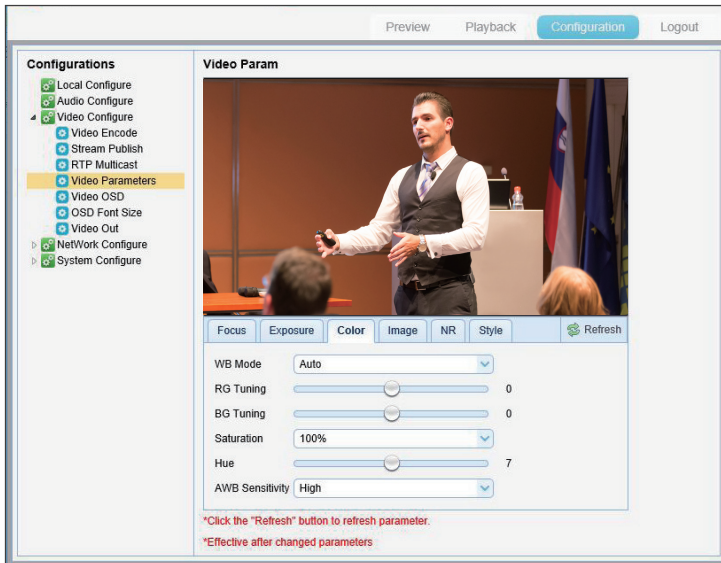 Preview Playback Configuration Logout
Configurations
Local Configure
Audio Configure
Video Configure
Video Encode
Stream Publish
RTP Multicast
Video Parameters
Video OSD
OSD Font Size
Video Out
NetWork Configure
System Configure
Video Param
Focus Exposure Color Image NR Style Refresh
WB Mode Auto
RG Tuning 0
BG Tuning 0
Saturation 100%
Hue 7
AWB Sensitivity High
*Click the "Refresh" button to refresh parameter.
*Effective after changed parameters